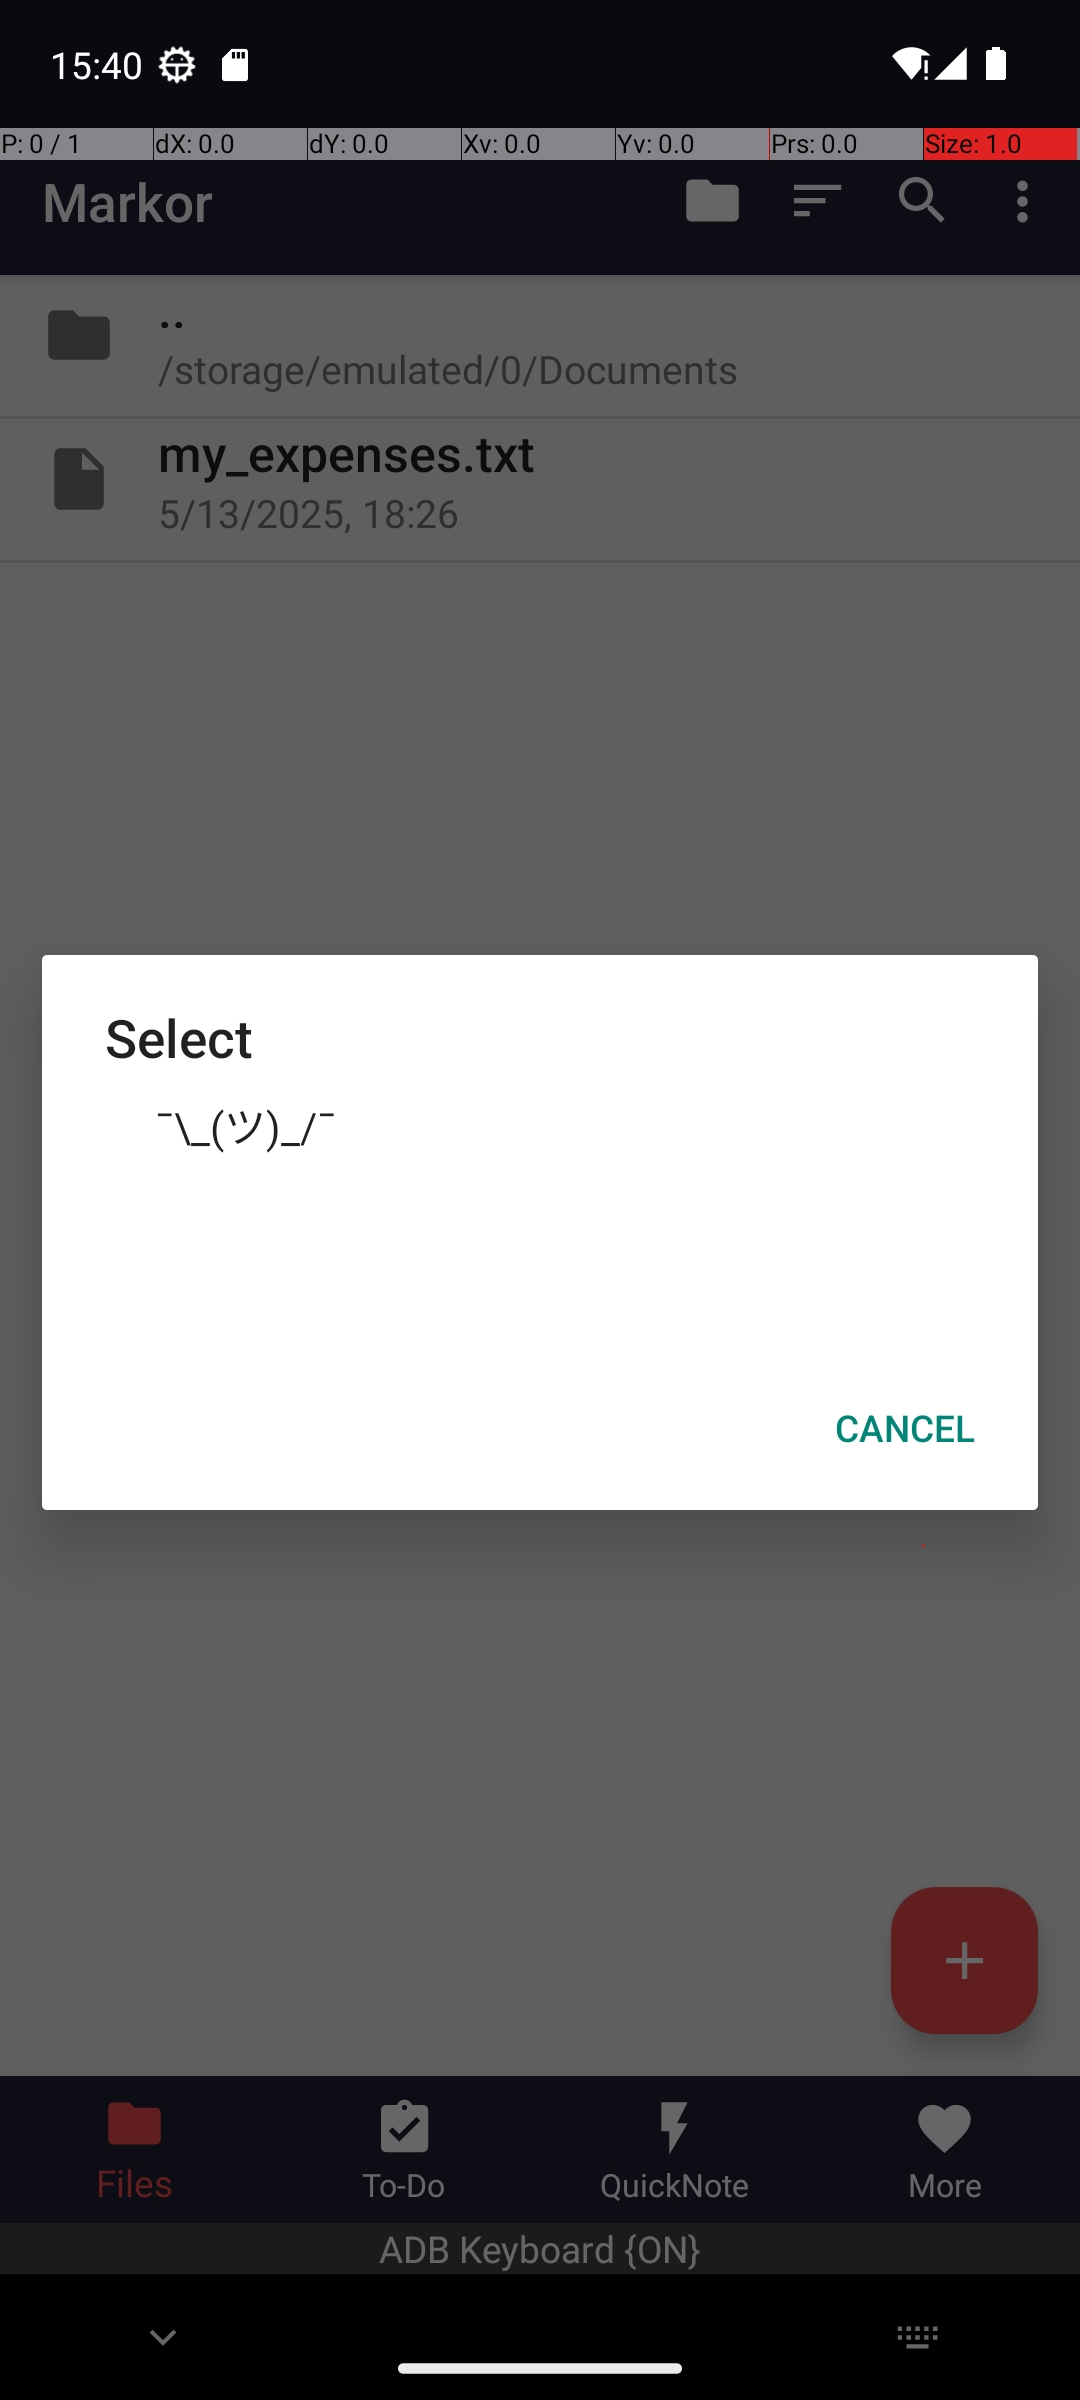 15:40
P: 0 / 1 dX: 0.0 dY: 0.0 Xv: 0.0 Yv: 0.0 Prs: 0.0 Size: 1.0
Markor
..
/storage/emulated/0/Documents
my_expenses.txt
5/13/2025, 18:26
Select
¯\_(ツ)_/¯
CANCEL
Files To-Do QuickNote More
ADB Keyboard {ON}